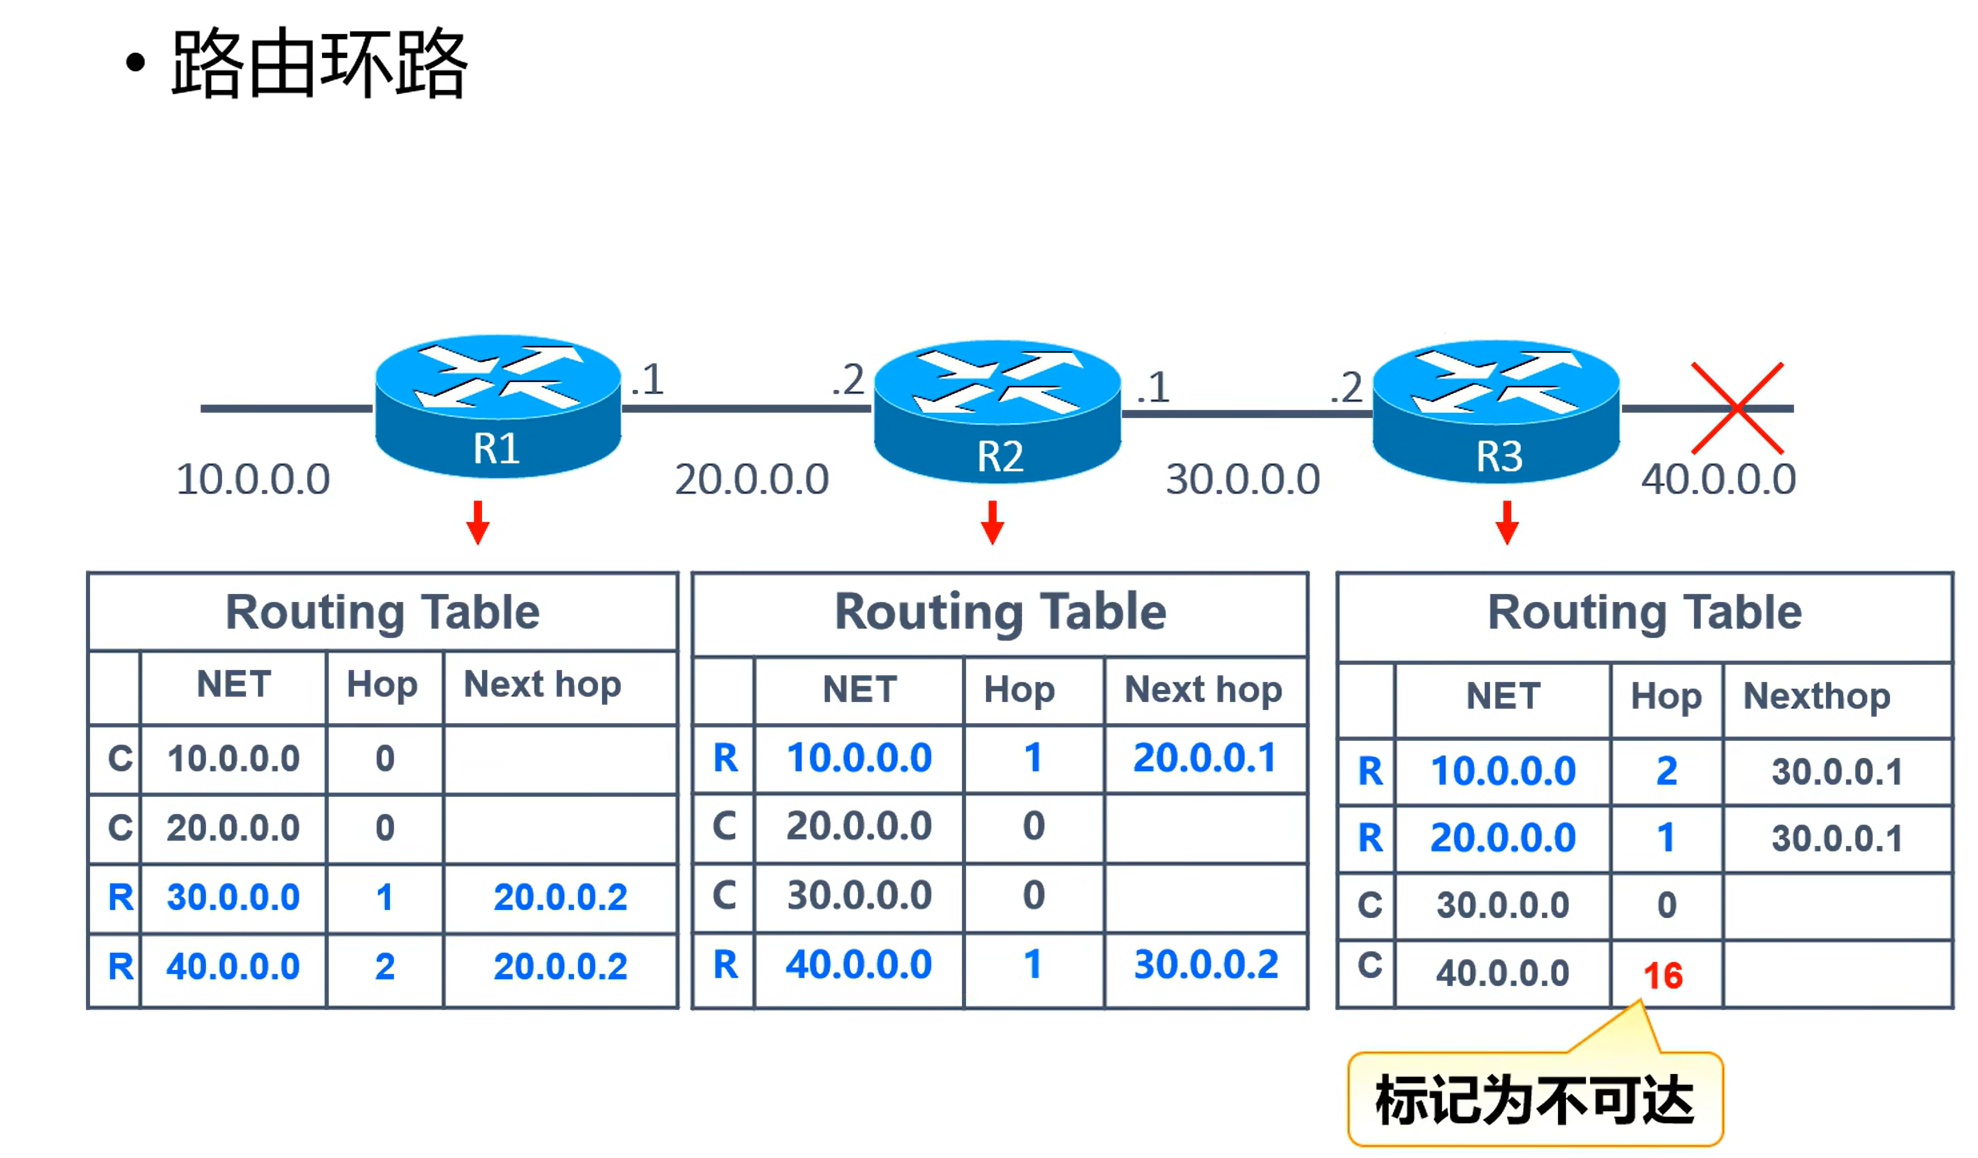 • 路由环路
.1 .2 .1 .2
R1 R2 R3
10.0.0.0 20.0.0.0 30.0.0.0 40.0.0.0
Routing Table
NET Hop Next hop
C 10.0.0.0 0
C 20.0.0.0 0
R 30.0.0.0 1 20.0.0.2
R 40.0.0.0 2 20.0.0.2
Routing Table
NET Hop Next hop
R 10.0.0.0 1 20.0.0.1
C 20.0.0.0 0
C 30.0.0.0 0
R 40.0.0.0 1 30.0.0.2
Routing Table
NET Hop Nexthop
R 10.0.0.0 2 30.0.0.1
R 20.0.0.0 1 30.0.0.1
C 30.0.0.0 0
C 40.0.0.0 16
标记为不可达